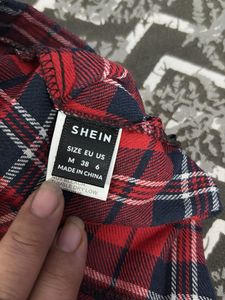 SHEIN
SIZE EU US
M 38 6
MADE IN CHINA